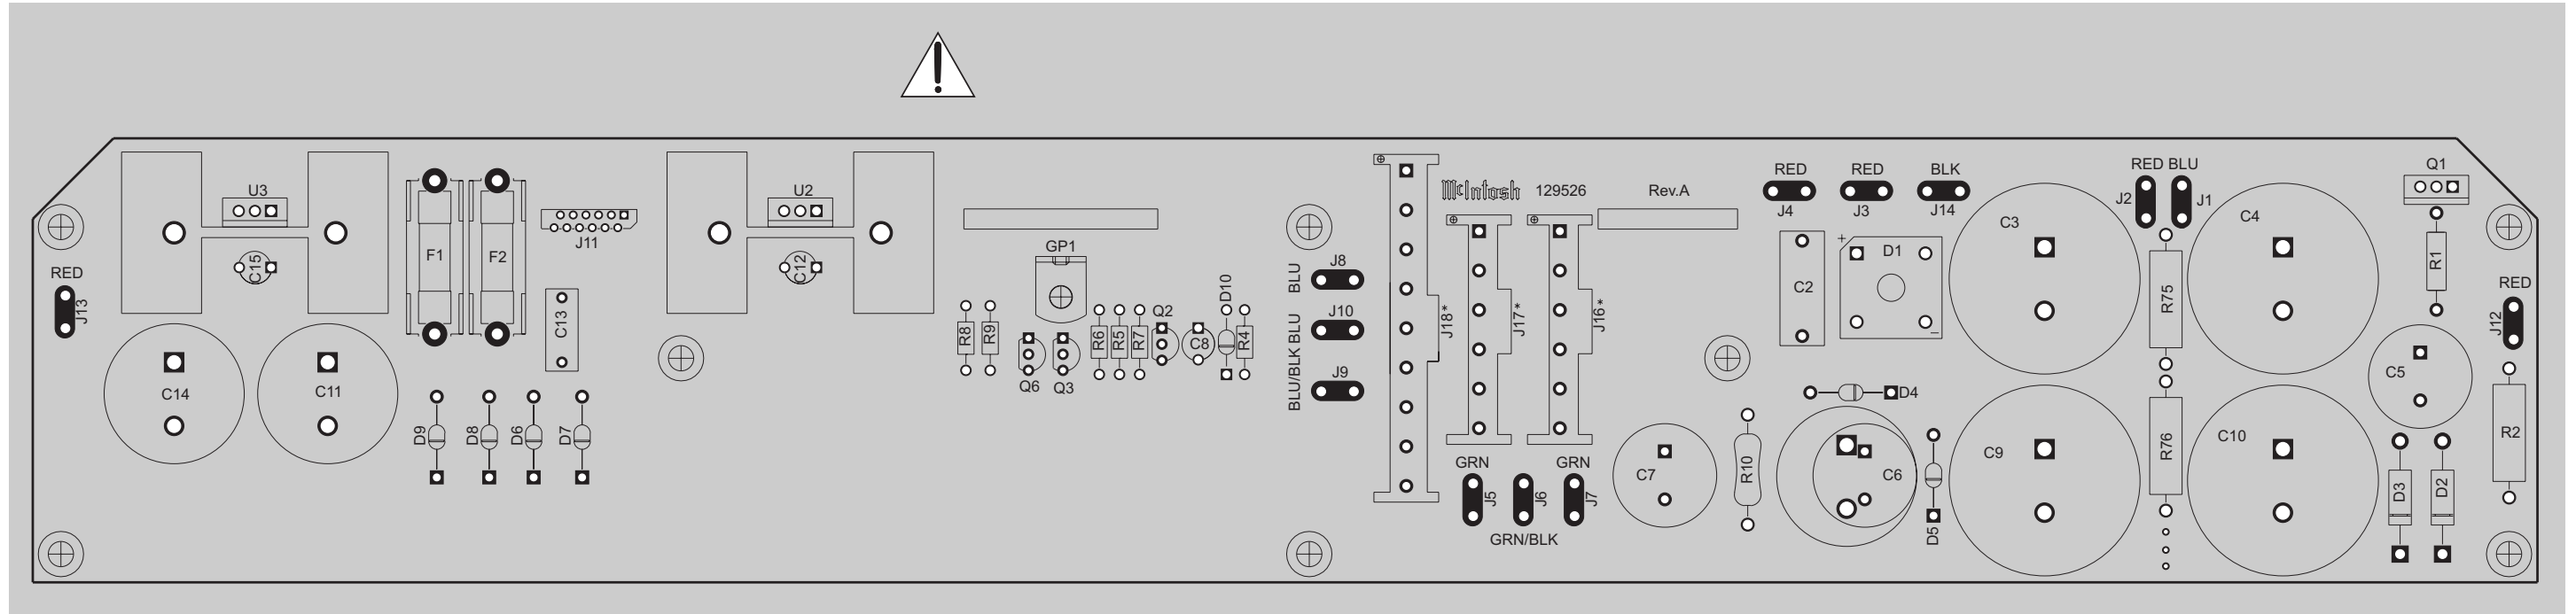 !
U3
U2
McIntosh 129526 Rev.A
RED
J4
RED
J3
BLK
J14
RED BLU
J2
J1
Q1
C3
C4
J11
F1
F2
C15
C12
GP1
RED
J13
BLU
J8
BLU
J10
BLU/BLK
J9
J18*
J17*
J16*
C2
+
D1
–
R75
R1
RED
J12
C13
R8
R9
Q6
Q3
R6
R5
R7
Q2
C8
D10
R4
C14
C11
C5
D4
D9
D8
D6
D7
GRN
J5
J6
GRN
J7
GRN/BLK
C7
R10
C6
D5
C9
R76
C10
D3
D2
R2